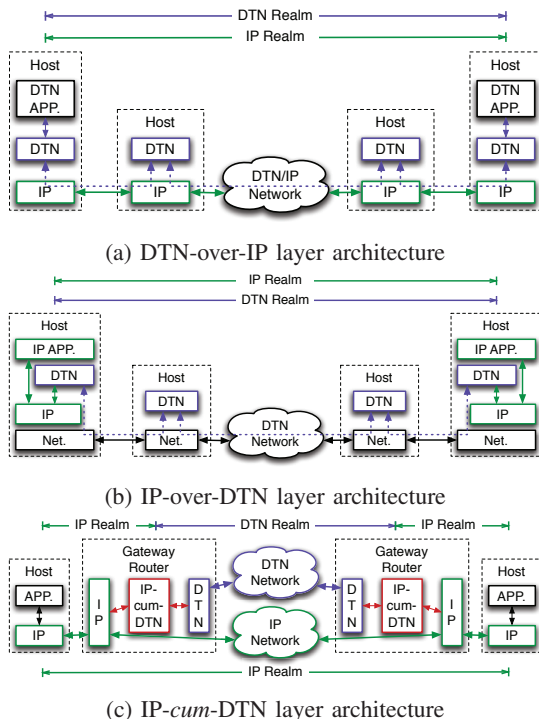 DTN Realm
IP Realm
Host
DTN
APP.
DTN
IP
Host
DTN
IP
DTN/IP
Network
Host
DTN
IP
Host
DTN
APP.
DTN
IP
(a) DTN-over-IP layer architecture
IP Realm
DTN Realm
Host
IP APP.
DTN
IP
Net.
Host
DTN
Net.
DTN
Network
Host
DTN
Net.
Host
IP APP.
DTN
IP
Net.
(b) IP-over-DTN layer architecture
IP Realm
DTN Realm
IP Realm
Host
APP.
IP
Gateway
Router
I
P
IP-
cum-
DTN
D
T
N
DTN
Network
IP
Network
Gateway
Router
D
T
N
IP-
cum-
DTN
I
P
Host
APP.
IP
IP Realm
(c) IP-cum-DTN layer architecture